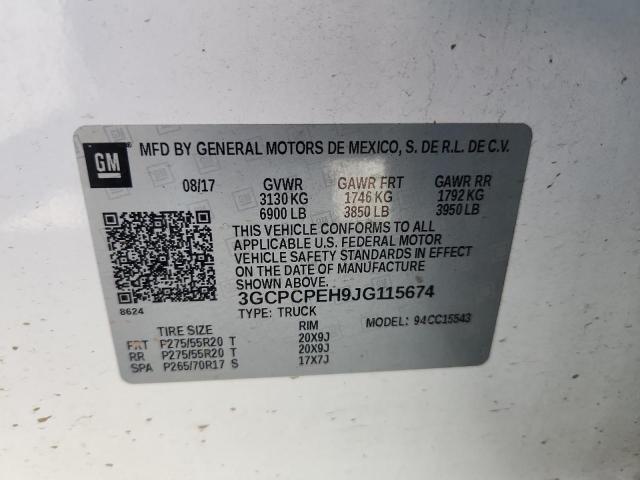 GM
MFD BY GENERAL MOTORS DE MEXICO, S. DE R.L. DE C.V.
08/17 GVWR GAWR FRT GAWR RR
3130 KG 1746 KG 1792 KG
6900 LB 3850 LB 3950 LB
THIS VEHICLE CONFORMS TO ALL
APPLICABLE U.S. FEDERAL MOTOR
VEHICLE SAFETY STANDARDS IN EFFECT
ON THE DATE OF MANUFACTURE
SHOWN ABOVE.
3GCPCPEH9JG115674
8624
TYPE: TRUCK
MODEL: 94CC15543
TIRE SIZE RIM
FRT P275/55R20 T 20X9J
RR P275/55R20 T 20X9J
SPA P265/70R17 S 17X7J